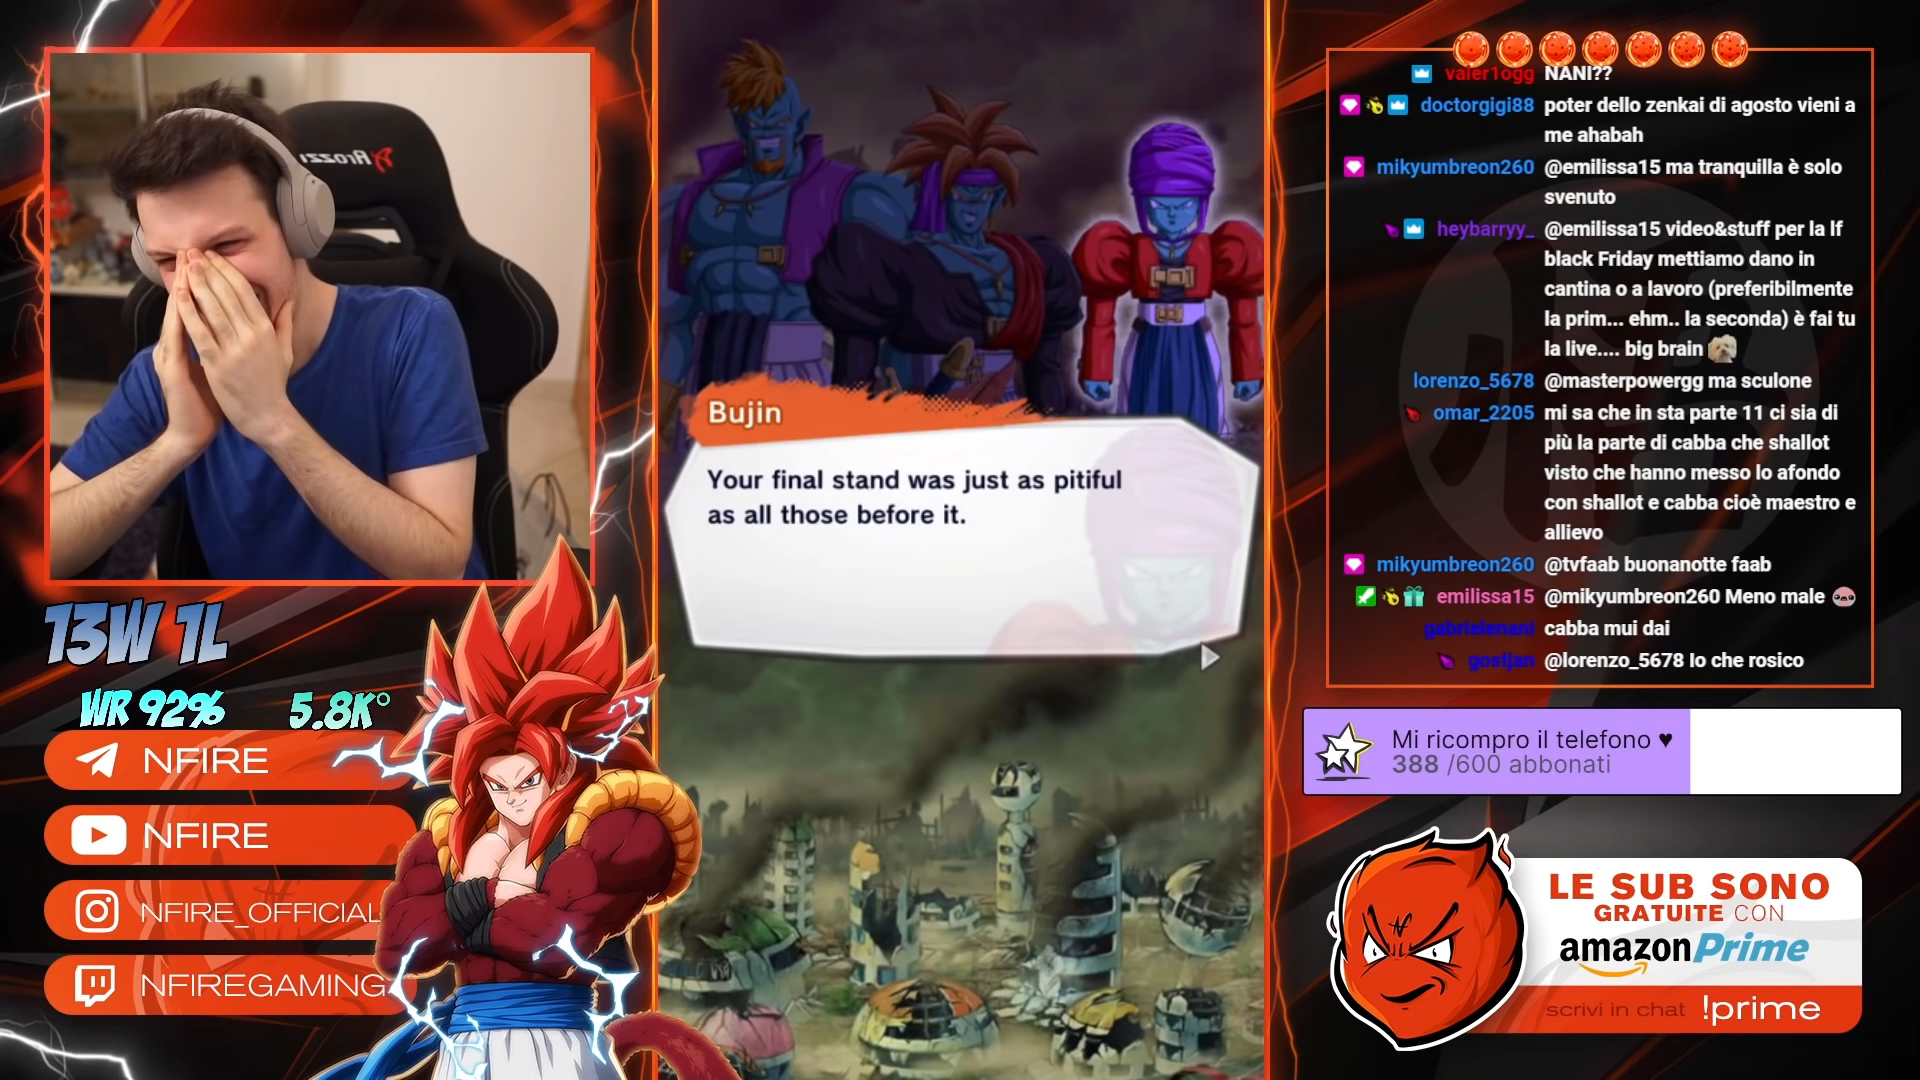 Arozzi
13W 1L
WR 92%
5.8K°
NFIRE
NFIRE
NFIRE_OFFICIAL
NFIREGAMING
Bujin
Your final stand was just as pitiful
as all those before it.
valer1ogg NANI??
doctorgigi88 poter dello zenkai di agosto vieni a
me ahabah
mikyumbreon260 @emilissa15 ma tranquilla è solo
svenuto
heybarryy_ @emilissa15 video&stuff per la lf
black Friday mettiamo dano in
cantina o a lavoro (preferibilmente
la prim... ehm.. la seconda) è fai tu
la live.... big brain
lorenzo_5678 @masterpowergg ma sculone
omar_2205 mi sa che in sta parte 11 ci sia di
più la parte di cabba che shallot
visto che hanno messo lo afondo
con shallot e cabba cioè maestro e
allievo
mikyumbreon260 @tvfaab buonanotte faab
emilissa15 @mikyumbreon260 Meno male
gabrielenani cabba mui dai
gostjan @lorenzo_5678 Io che rosico
Mi ricompro il telefono ♥
388 /600 abbonati
LE SUB SONO
GRATUITE CON
amazonPrime
scrivi in chat !prime